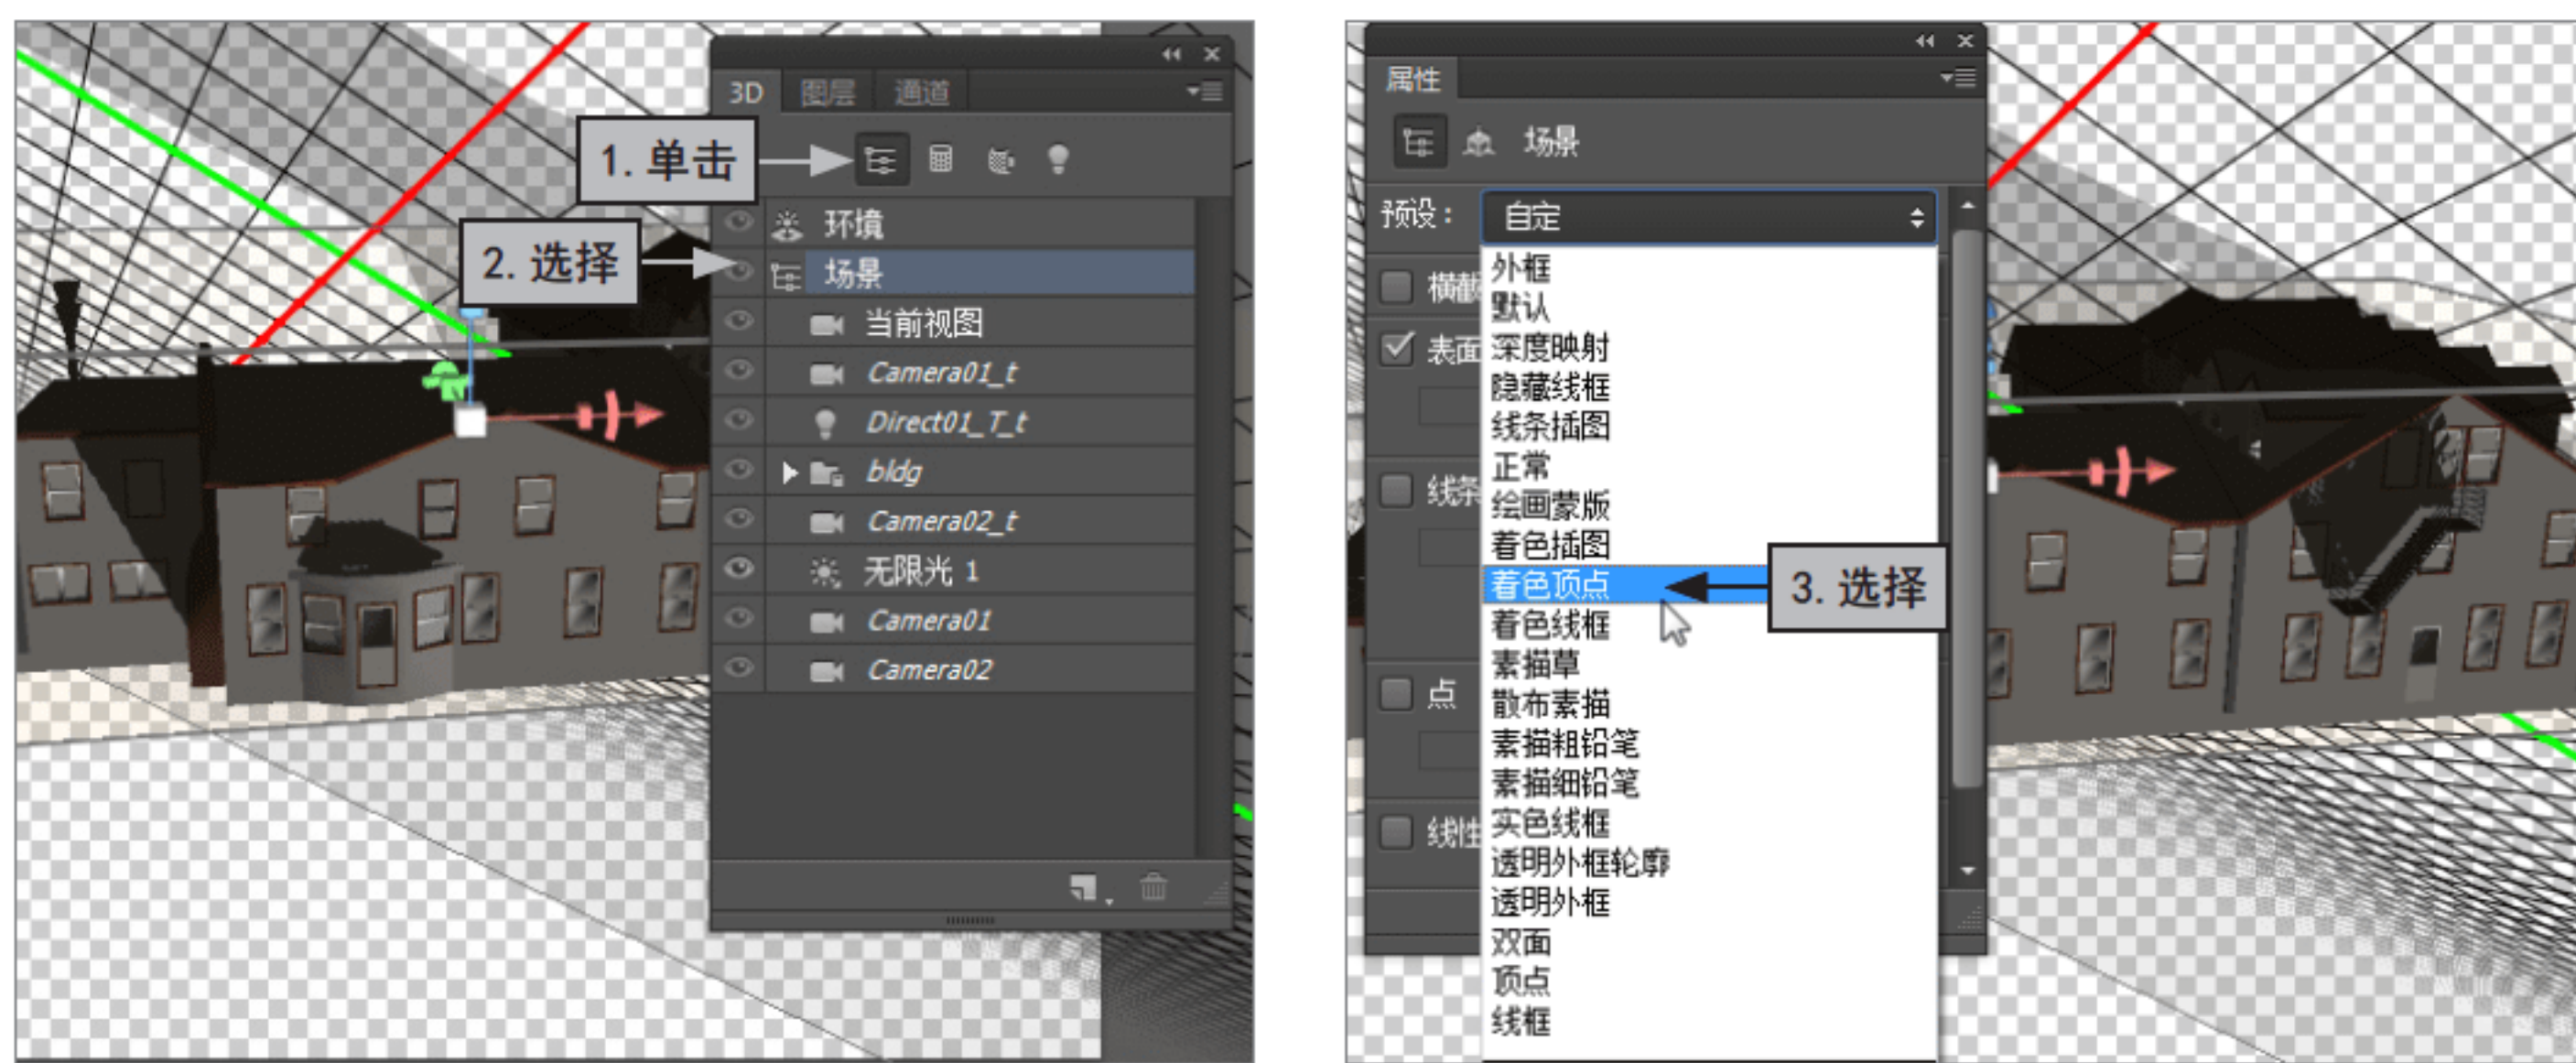 3D 图层 通道
1. 单击
环境
2. 选择
场景
当前视图
Camera01_t
Direct01_T_t
bldg
Camera02_t
无限光 1
Camera01
Camera02
属性
场景
预设： 自定
外框
默认
深度映射
隐藏线框
线条插图
正常
绘画蒙版
着色插图
着色顶点
3. 选择
着色线框
素描草
散布素描
素描粗铅笔
素描细铅笔
实色线框
透明外框轮廓
透明外框
双面
顶点
线框
横截
表面
线条
点
线性